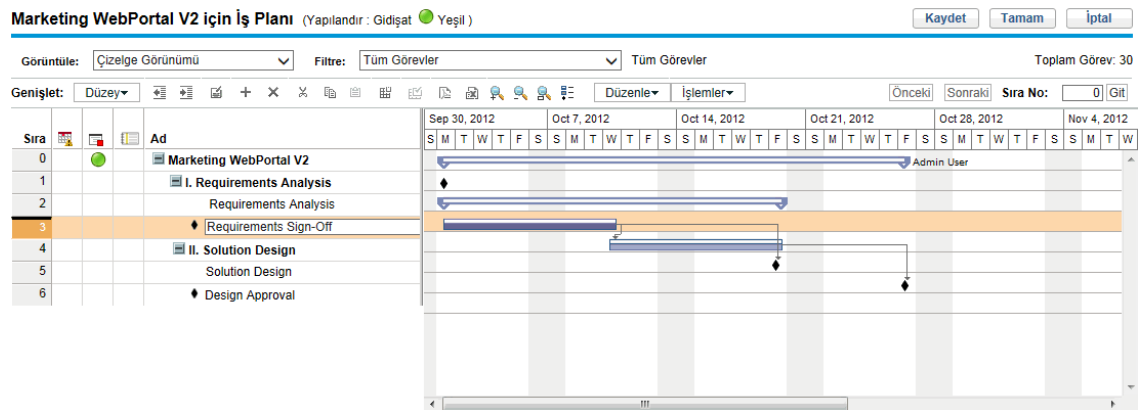 Marketing WebPortal V2 için İş Planı (Yapılandır : Gidişat Yeşil ) Kaydet Tamam İptal
Görüntüle: Çizelge Görünümü Filtre: Tüm Görevler Tüm Görevler Toplam Görev: 30
Genişlet: Düzey Düzenle İşlemler Önceki Sonraki Sıra No: 0 Git
Sep 30, 2012 Oct 7, 2012 Oct 14, 2012 Oct 21, 2012 Oct 28, 2012 Nov 4, 2012
Sıra Ad S M T W T F S S M T W T F S S M T W T F S S M T W T F S S M T W T F S S M T W
0 Marketing WebPortal V2 Admin User
1 I. Requirements Analysis
2 Requirements Analysis
3 Requirements Sign-Off
4 II. Solution Design
5 Solution Design
6 Design Approval